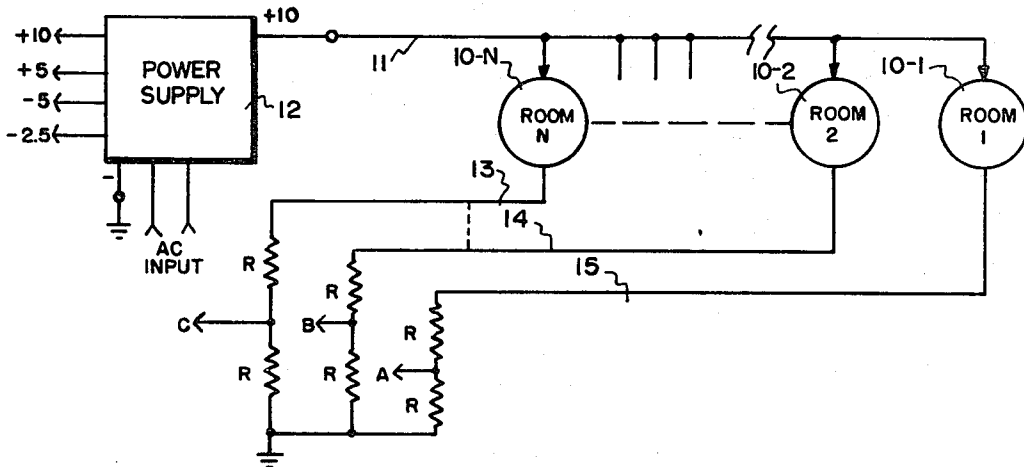 +10
+10
+5
-5
-2.5
POWER
SUPPLY
12
-
AC
INPUT
11
10-N
10-2
10-1
ROOM
N
ROOM
2
ROOM
1
13
14
15
R
R
R
C
B
A
R
R
R